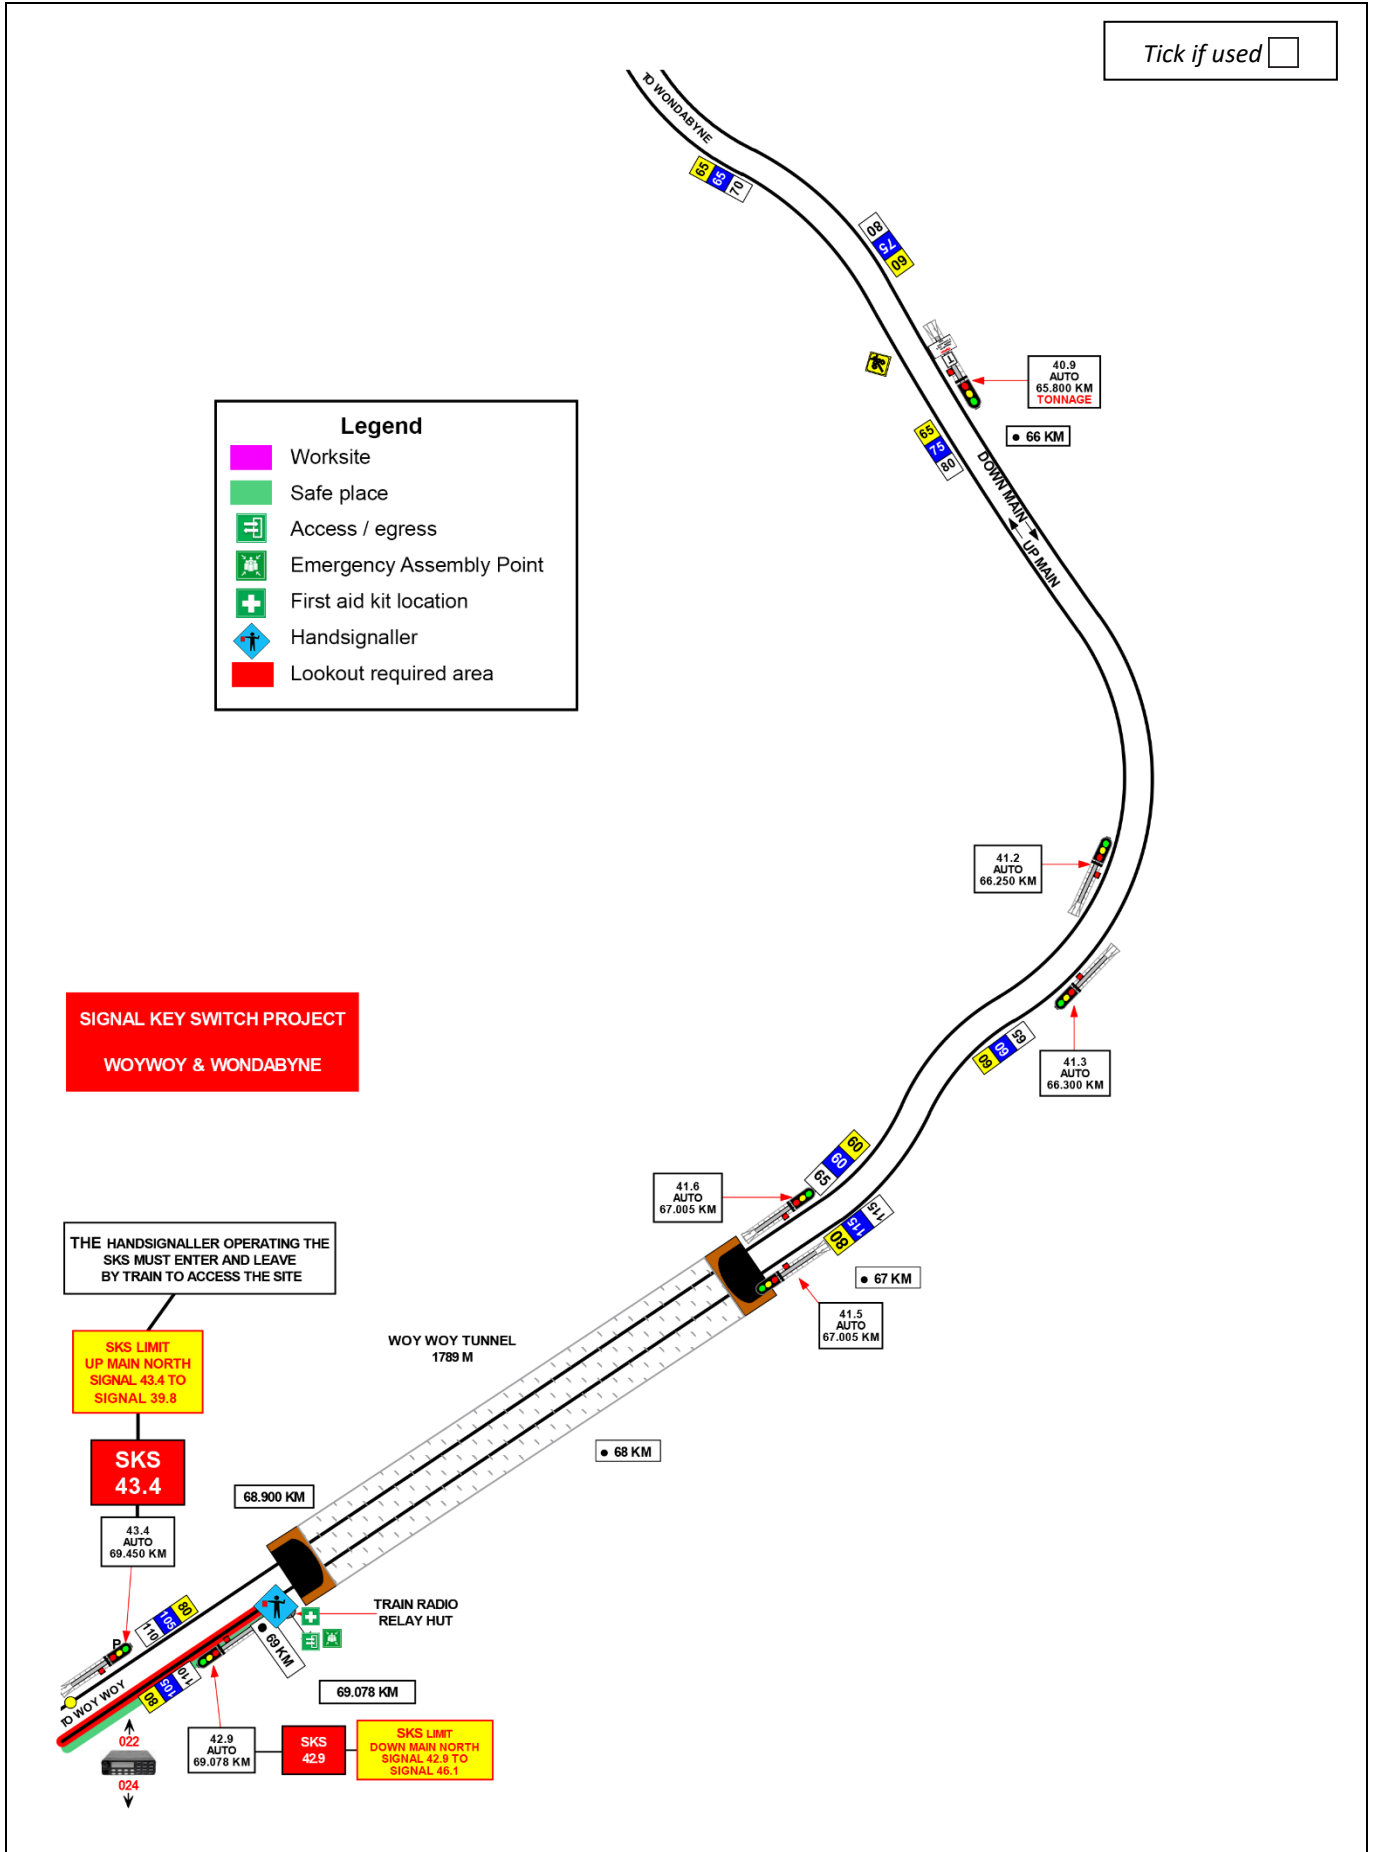 Tick if used
TO WONDABYNE
65 65 70
80 75 60
40.9
AUTO
65.800 KM
TONNAGE
1
66 KM
65 75 80
DOWN MAIN
UP MAIN
Legend
Worksite
Safe place
Access / egress
Emergency Assembly Point
First aid kit location
Handsignaller
Lookout required area
41.2
AUTO
66.250 KM
SIGNAL KEY SWITCH PROJECT
WOYWOY & WONDABYNE
60 60 65
41.3
AUTO
66.300 KM
65 60 60
41.6
AUTO
67.005 KM
80 115 115
67 KM
41.5
AUTO
67.005 KM
THE HANDSIGNALLER OPERATING THE
SKS MUST ENTER AND LEAVE
BY TRAIN TO ACCESS THE SITE
WOY WOY TUNNEL
1789 M
SKS LIMIT
UP MAIN NORTH
SIGNAL 43.4 TO
SIGNAL 39.8
68 KM
SKS
43.4
68.900 KM
43.4
AUTO
69.450 KM
TRAIN RADIO
RELAY HUT
110 105 80
P
69 KM
80 105 110
69.078 KM
TO WOY WOY
022
024
42.9
AUTO
69.078 KM
SKS
42.9
SKS LIMIT
DOWN MAIN NORTH
SIGNAL 42.9 TO
SIGNAL 46.1